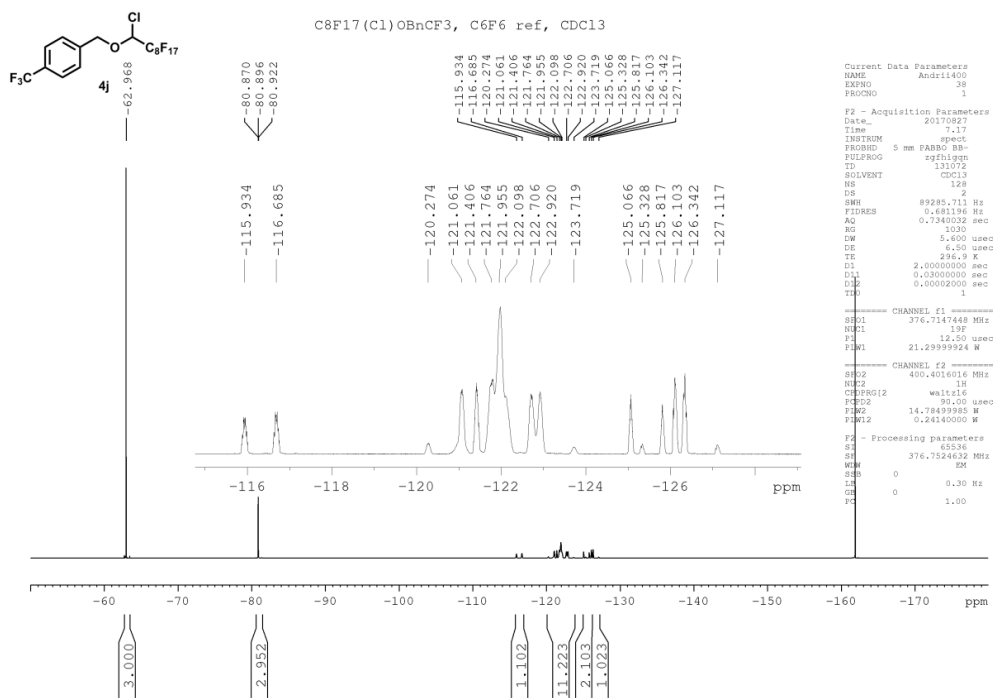 C8F17(Cl)OBnCF3, C6F6 ref, CDCl3
Cl
O
C8F17
F3C
4j
-62.968
-80.870
-80.896
-80.922
-115.934
-116.685
-120.274
-121.061
-121.406
-121.764
-121.955
-122.098
-122.706
-122.920
-123.719
-125.066
-125.328
-125.817
-126.103
-126.342
-127.117
-115.934
-116.685
-120.274
-121.061
-121.406
-121.764
-121.955
-122.098
-122.706
-122.920
-123.719
-125.066
-125.328
-125.817
-126.103
-126.342
-127.117
-116 -118 -120 -122 -124 -126 ppm
Current Data Parameters
NAME Andrii400
EXPNO 38
PROCNO 1
F2 - Acquisition Parameters
Date_ 20170827
Time 7.17
INSTRUM spect
PROBHD 5 mm PABBO BB-
PULPROG zgfhigqn
TD 131072
SOLVENT CDCl3
NS 128
DS 2
SWH 89285.711 Hz
FIDRES 0.681196 Hz
AQ 0.7340032 sec
RG 1030
DW 5.600 usec
DE 6.50 usec
TE 296.9 K
D1 2.00000000 sec
D11 0.03000000 sec
D12 0.00002000 sec
TD0 1
======== CHANNEL f1 ========
SFO1 376.7147448 MHz
NUC1 19F
P1 12.50 usec
PLW1 21.29999924 W
======== CHANNEL f2 ========
SFO2 400.4016016 MHz
NUC2 1H
CPDPRG[2 waltz16
PCPD2 90.00 usec
PLW2 14.78499985 W
PLW12 0.24140000 W
F2 - Processing parameters
SI 65536
SF 376.7524632 MHz
WDW EM
SSB 0
LB 0.30 Hz
GB 0
PC 1.00
-60 -70 -80 -90 -100 -110 -120 -130 -140 -150 -160 -170 ppm
3.000
2.952
1.102
11.223
2.103
1.023